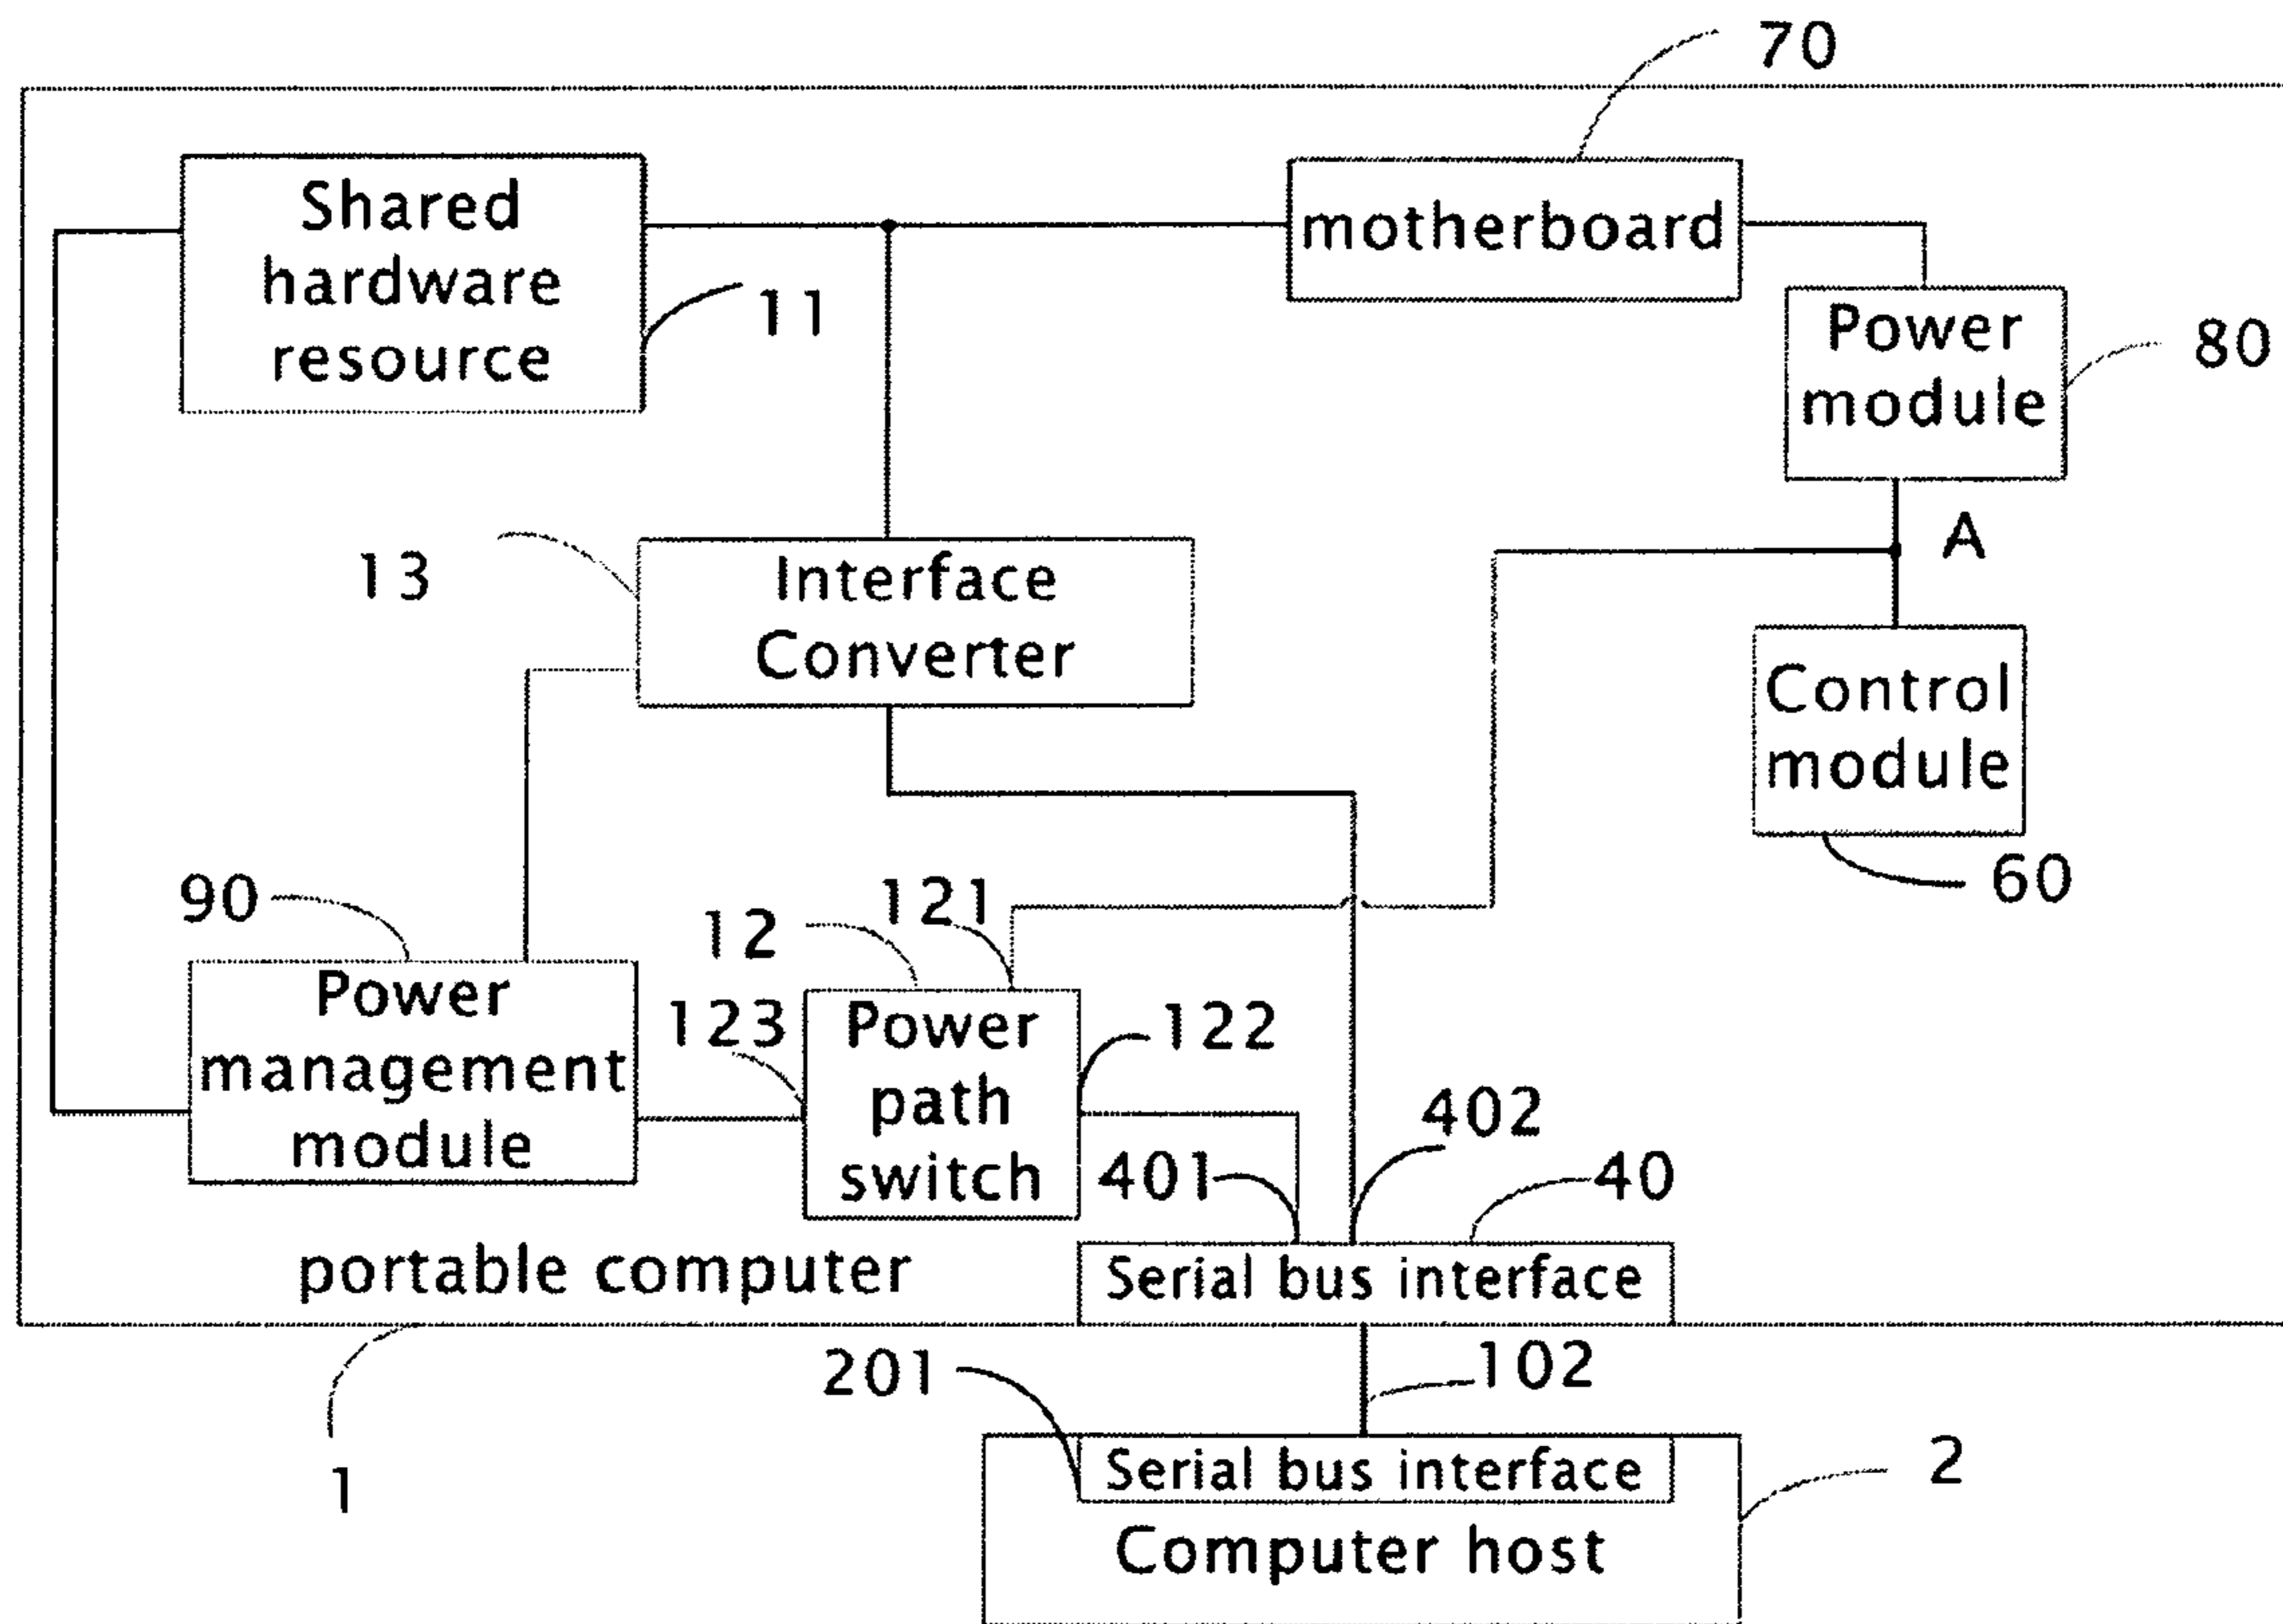 70
Shared
hardware
resource
11
motherboard
Power
module
80
A
13
Interface
Converter
Control
module
60
90
12
121
Power
management
module
123
Power
path
switch
122
402
401
40
portable computer
Serial bus interface
201
102
1
Serial bus interface
2
Computer host